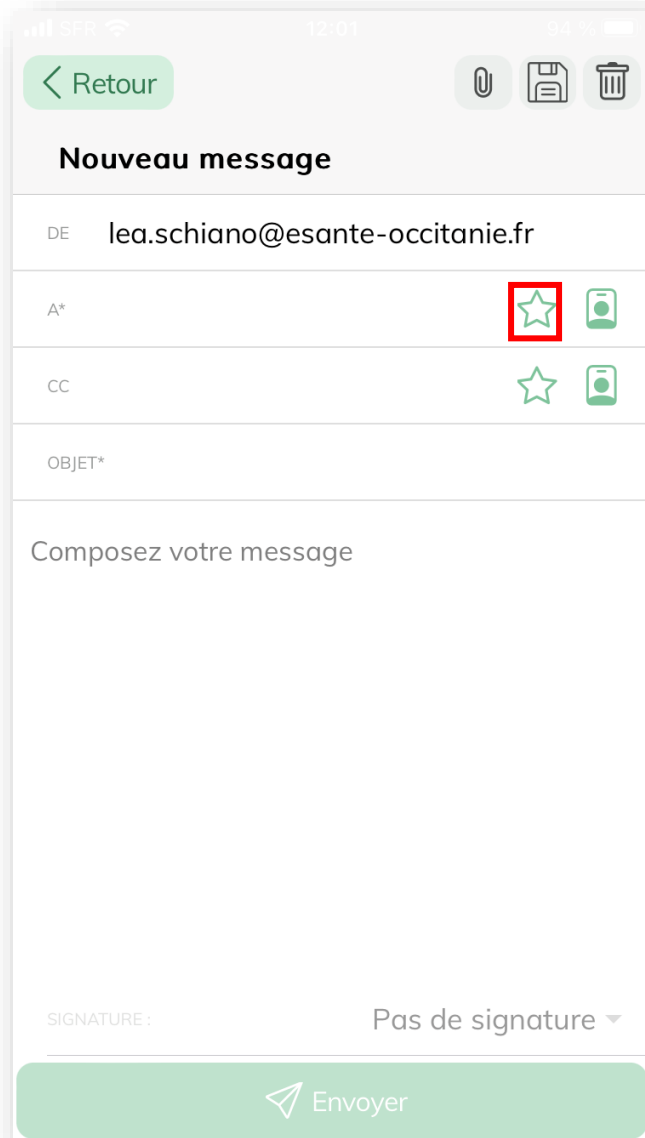 SFR 12:01 94 %
Retour
Nouveau message
DE lea.schiano@esante-occitanie.fr
A*
CC
OBJET*
Composez votre message
SIGNATURE : Pas de signature
Envoyer